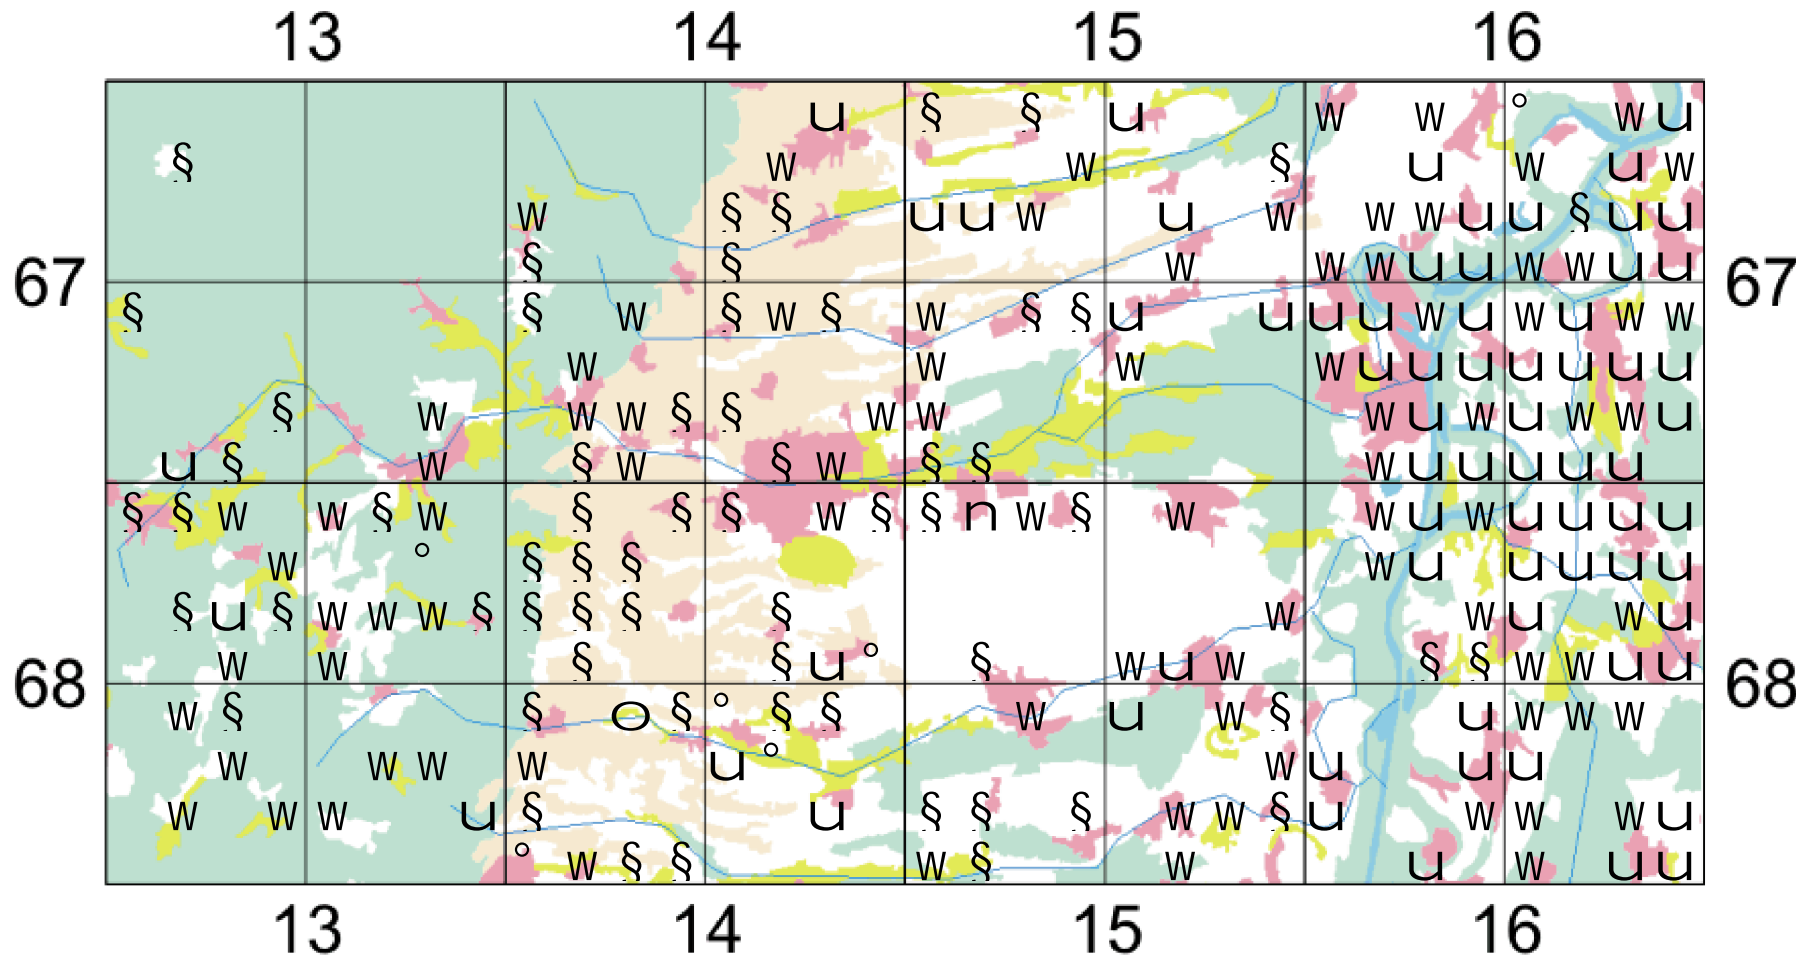 13 14 15 16
u § § u w w ° w u
§ w w § u w u w
w § § u u w u w w w u u § u u
67 § § w w w u u w w u u 67
§ § w § w § w § § u u u u w u w u w w
w w w w u u u u u u u
§ w w w § § w w w u w u w w u
u § w § w § w § § w u u u u u
§ § w w § w § § § w § § n w § w w u w u u u u
w ° § § § w u u u u u
§ u § w w w § § § § § w w u w u
68 w w § § u ° § w u w § § w w u u 68
w § § o § ° § § w u w § u w w w
w w w w u ° w u u u
w w w u § u § § § w w § u w w w u
° w § § w § w u w u u
13 14 15 16